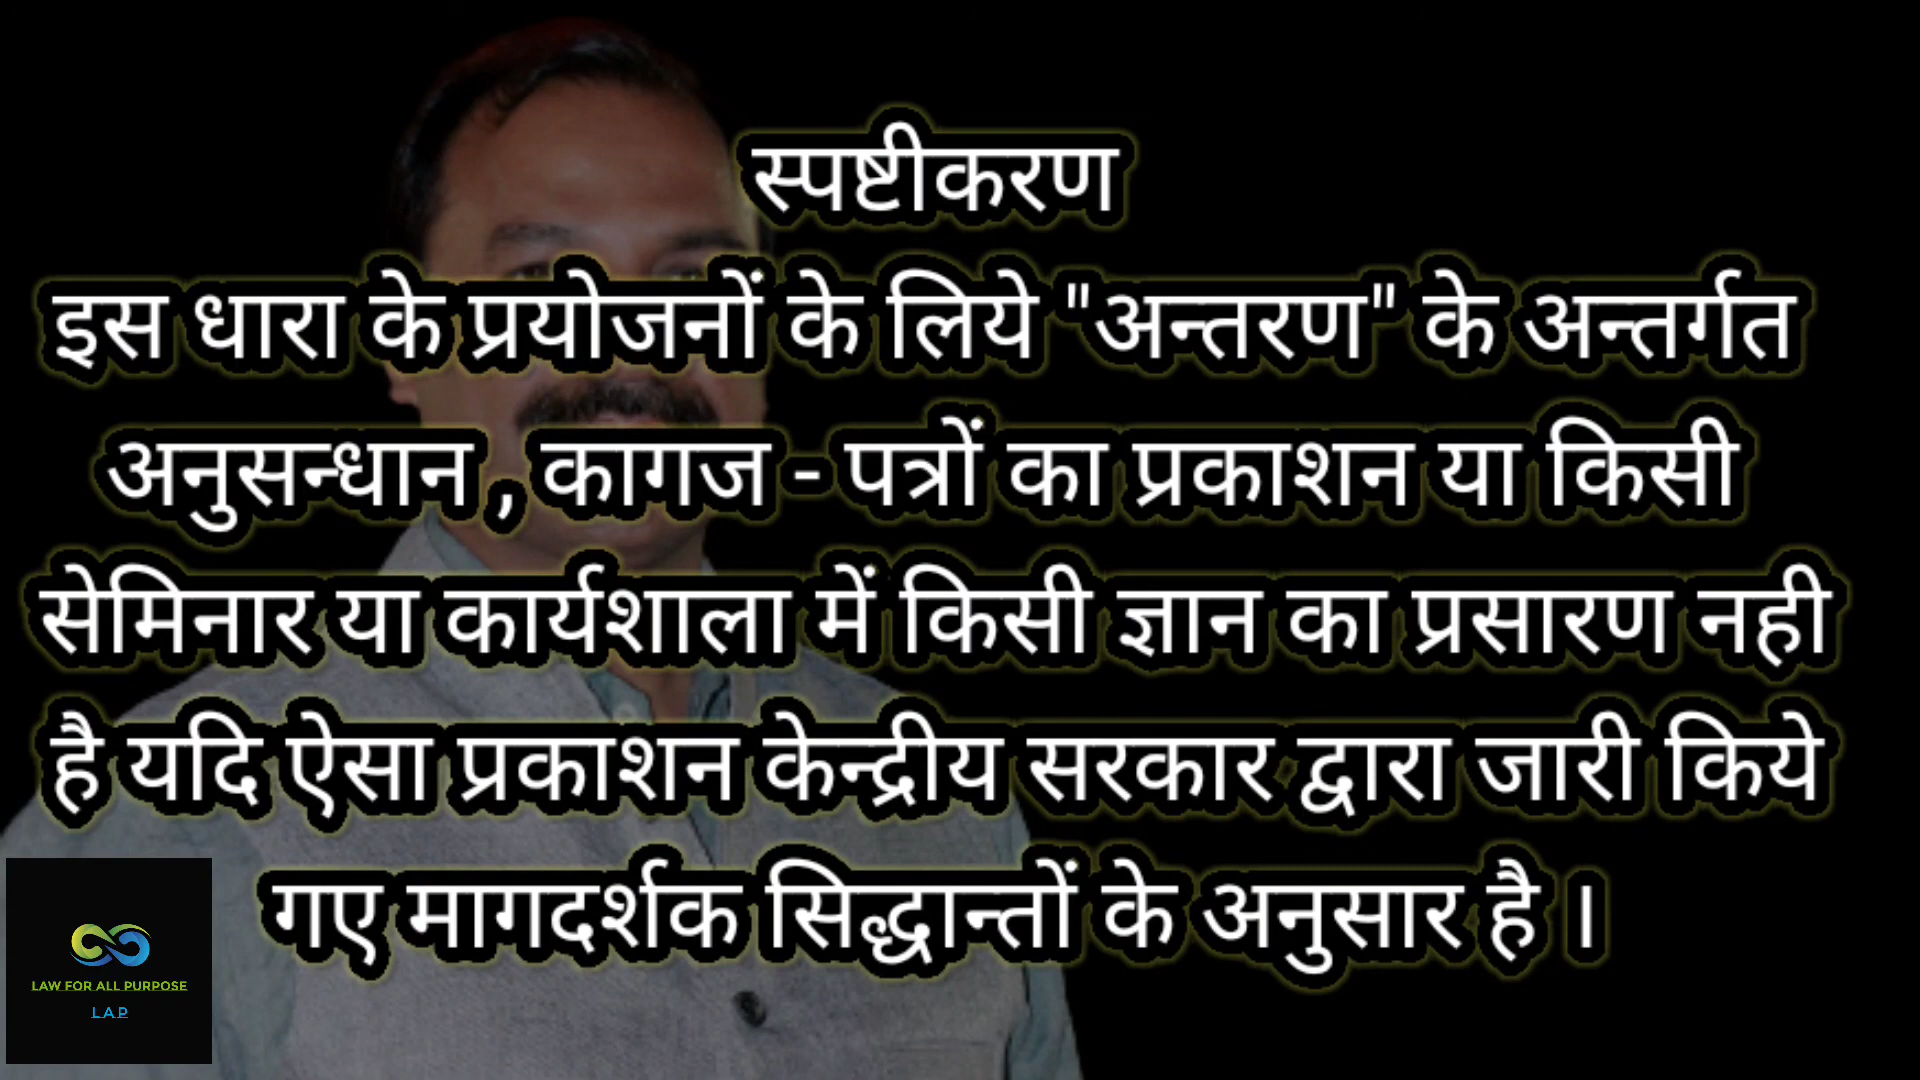 स्पष्टीकरण
इस धारा के प्रयोजनों के लिये "अन्तरण" के अन्तर्गत
अनुसन्धान , कागज - पत्रों का प्रकाशन या किसी
सेमिनार या कार्यशाला में किसी ज्ञान का प्रसारण नही
है यदि ऐसा प्रकाशन केन्द्रीय सरकार द्वारा जारी किये
गए मागदर्शक सिद्धान्तों के अनुसार है ।
LAW FOR ALL PURPOSE
L.A.P